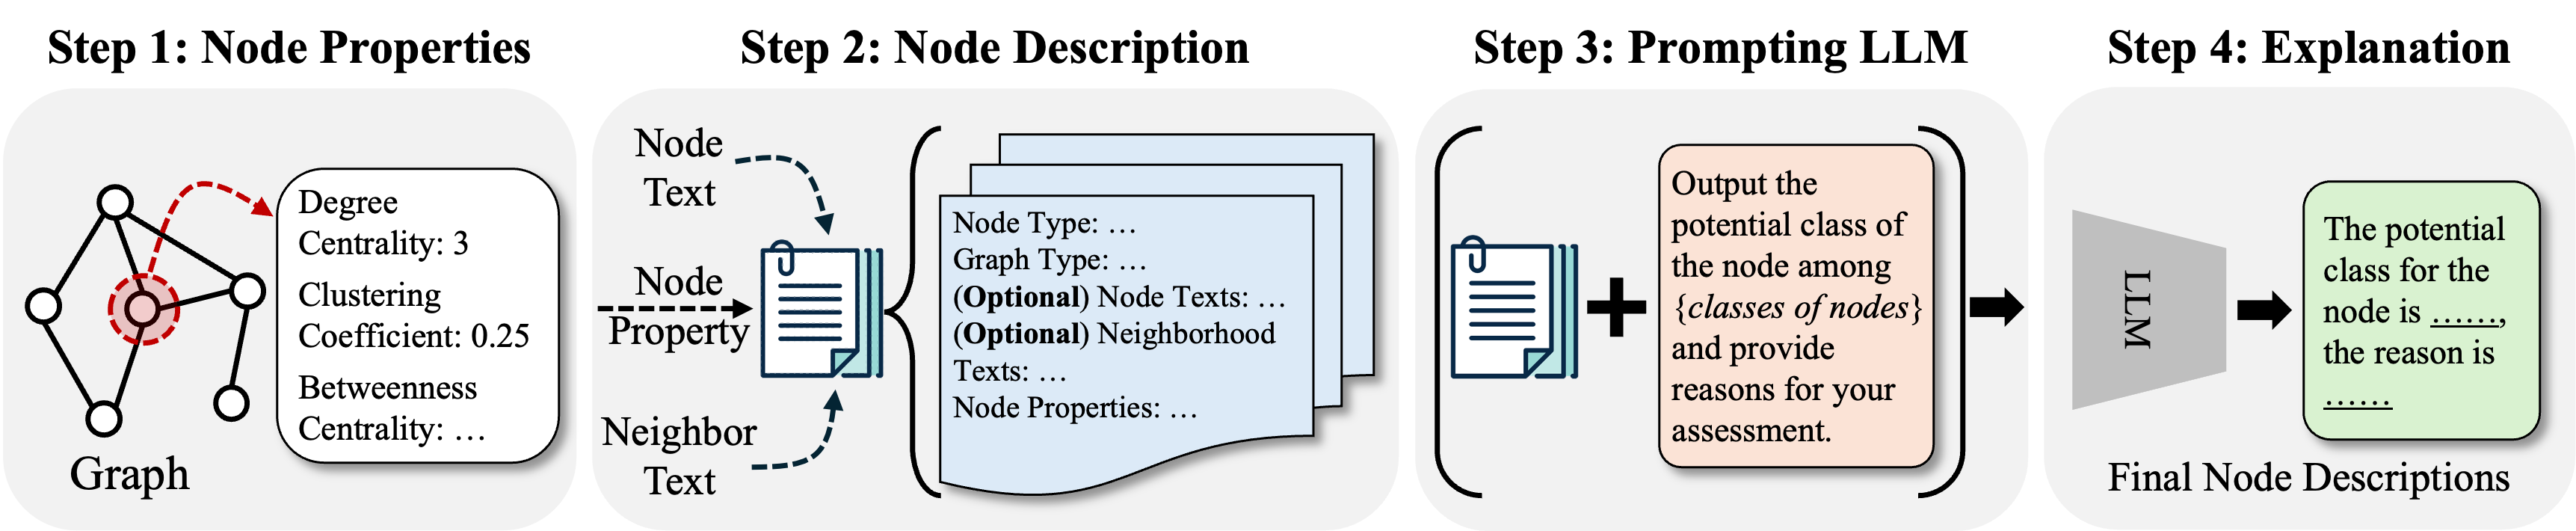 Step 1: Node Properties
Degree
Centrality: 3
Clustering
Coefficient: 0.25
Betweenness
Centrality: …
Graph
Step 2: Node Description
Node
Text
Node
Property
Neighbor
Text
Node Type: …
Graph Type: …
(Optional) Node Texts: …
(Optional) Neighborhood
Texts: …
Node Properties: …
Step 3: Prompting LLM
Output the
potential class of
the node among
{classes of nodes}
and provide
reasons for your
assessment.
Step 4: Explanation
LLM
The potential
class for the
node is ……,
the reason is
……
Final Node Descriptions